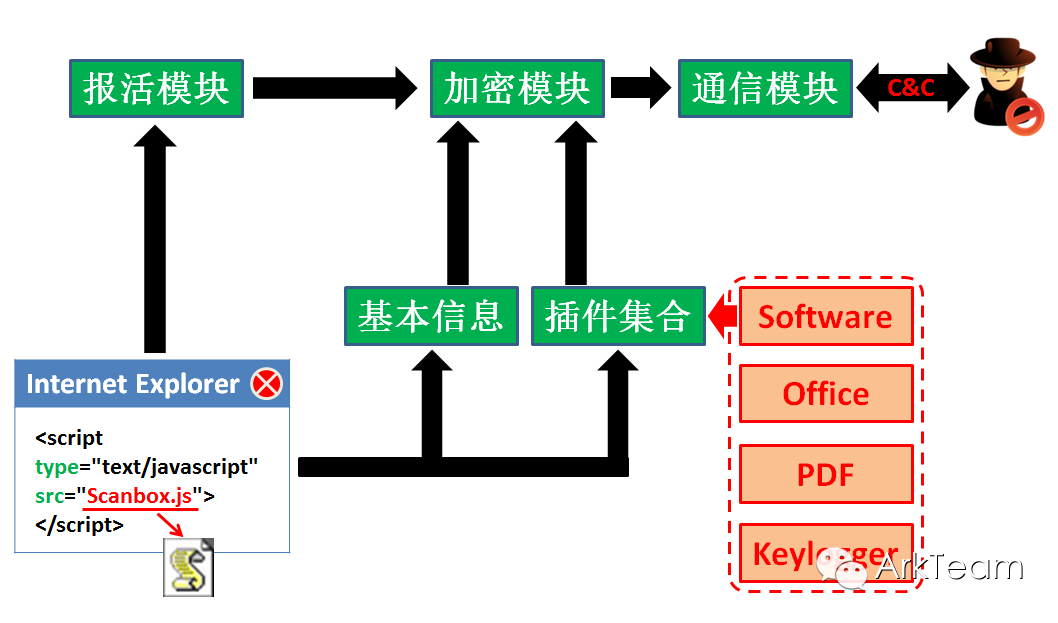 报活模块
加密模块
通信模块
C&C
基本信息
插件集合
Software
Office
PDF
Keylogger
Internet Explorer
<script
type="text/javascript"
src="Scanbox.js">
</script>
ArkTeam